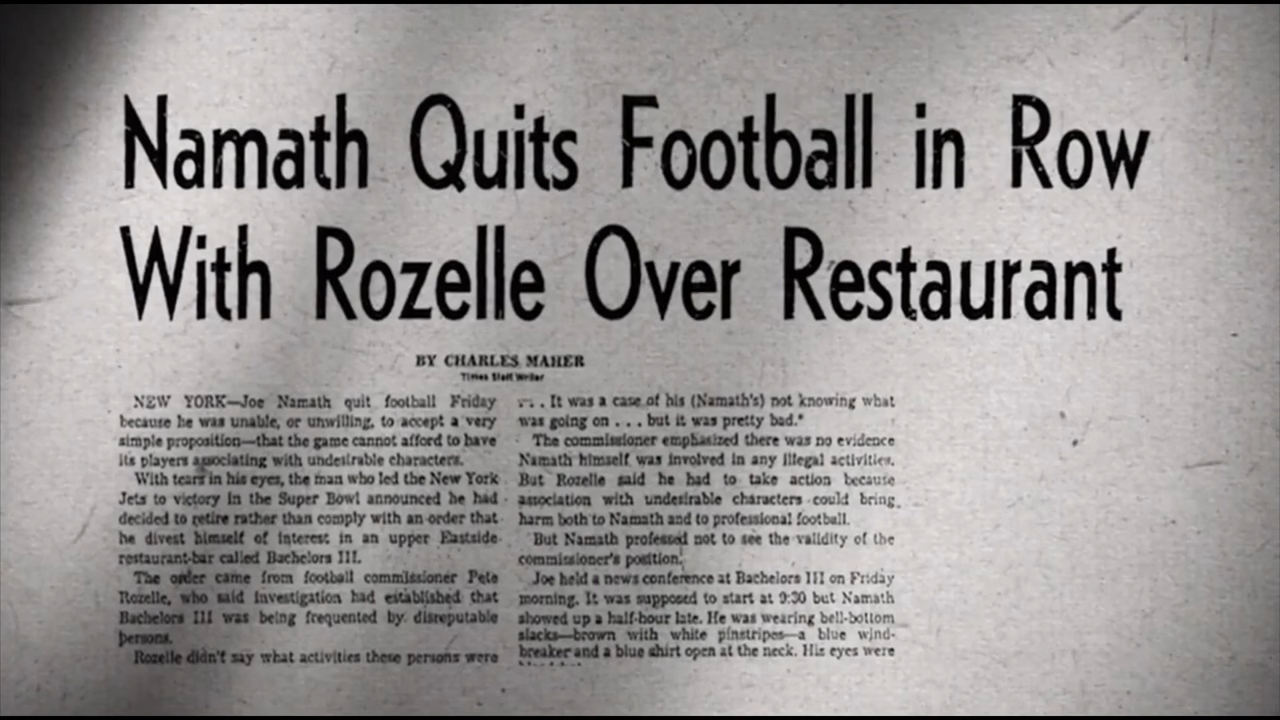 Namath Quits Football in Row
With Rozelle Over Restaurant
BY CHARLES MAHER
Times Staff Writer
NEW YORK—Joe Namath quit football Friday
because he was unable, or unwilling, to accept a very
simple proposition—that the game cannot afford to have
its players associating with undesirable characters.
With tears in his eyes, the man who led the New York
Jets to victory in the Super Bowl announced he had
decided to retire rather than comply with an order that
he divest himself of interest in an upper Eastside
restaurant-bar called Bachelors III.
The order came from football commissioner Pete
Rozelle, who said investigation had established that
Bachelors III was being frequented by disreputable
persons.
Rozelle didn't say what activities these persons were
. . . It was a case of his (Namath's) not knowing what
was going on . . . but it was pretty bad."
The commissioner emphasized there was no evidence
Namath himself was involved in any illegal activities.
But Rozelle said he had to take action because
association with undesirable characters could bring
harm both to Namath and to professional football.
But Namath professed not to see the validity of the
commissioner's position.
Joe held a news conference at Bachelors III on Friday
morning. It was supposed to start at 9:30 but Namath
showed up a half-hour late. He was wearing bell-bottom
slacks—brown with white pinstripes—a blue wind-
breaker and a blue shirt open at the neck. His eyes were